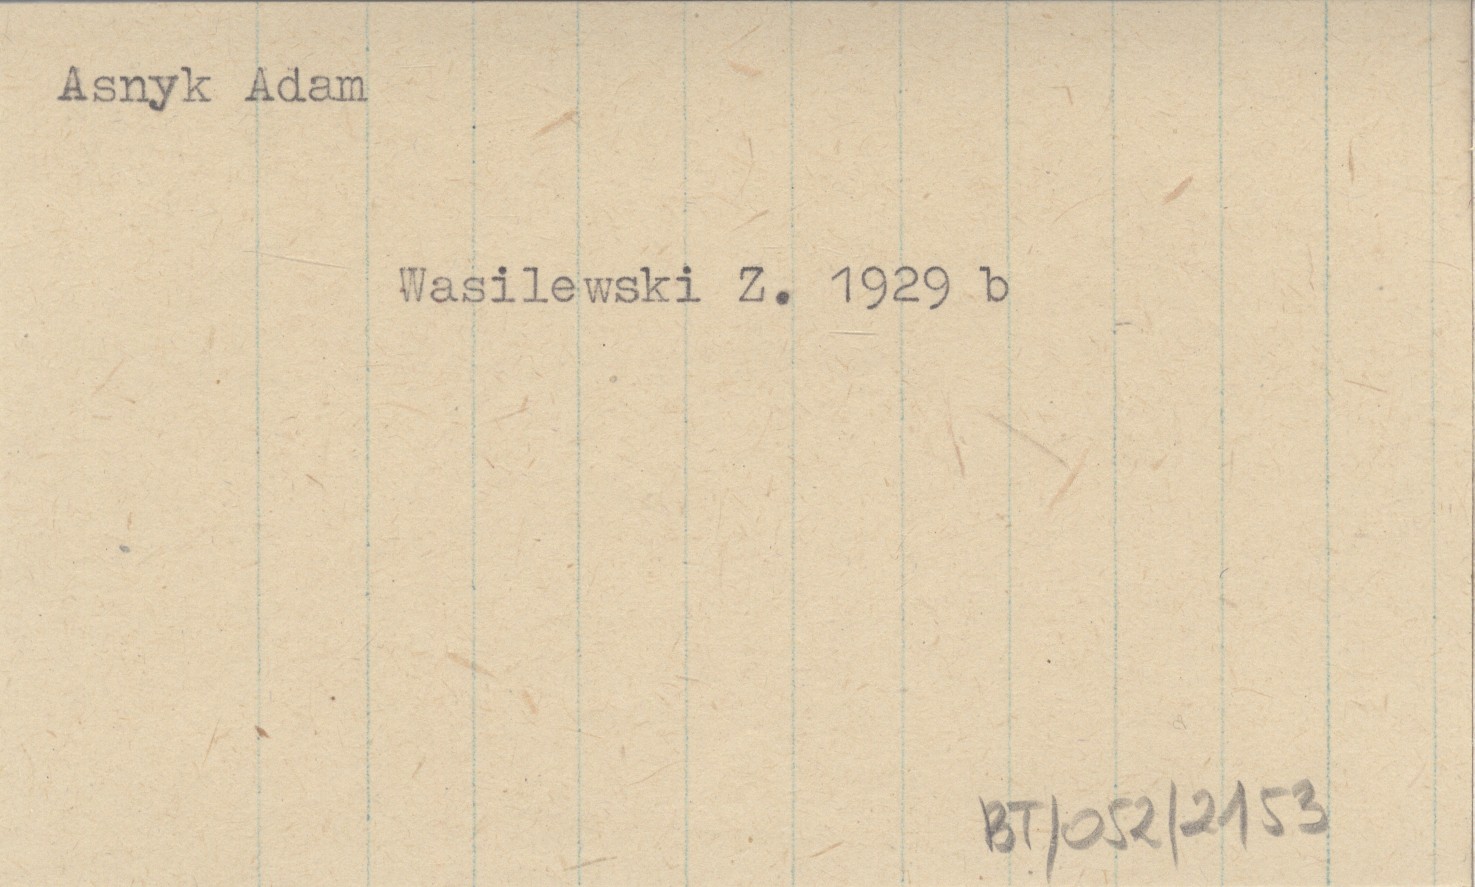 Asnyk Adam
Wasilewski Z. 1929 b
BT/052/2153